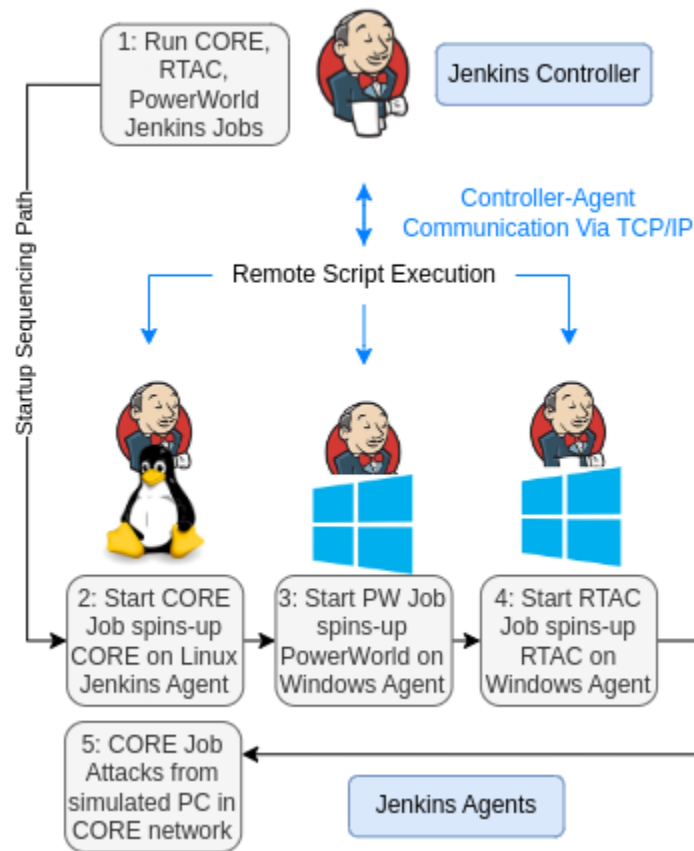 1: Run CORE,
RTAC,
PowerWorld
Jenkins Jobs
Jenkins Controller
Controller-Agent
Communication Via TCP/IP
Startup Sequencing Path
Remote Script Execution
2: Start CORE
Job spins-up
CORE on Linux
Jenkins Agent
3: Start PW Job
spins-up
PowerWorld on
Windows Agent
4: Start RTAC
Job spins-up
RTAC on
Windows Agent
5: CORE Job
Attacks from
simulated PC in
CORE network
Jenkins Agents